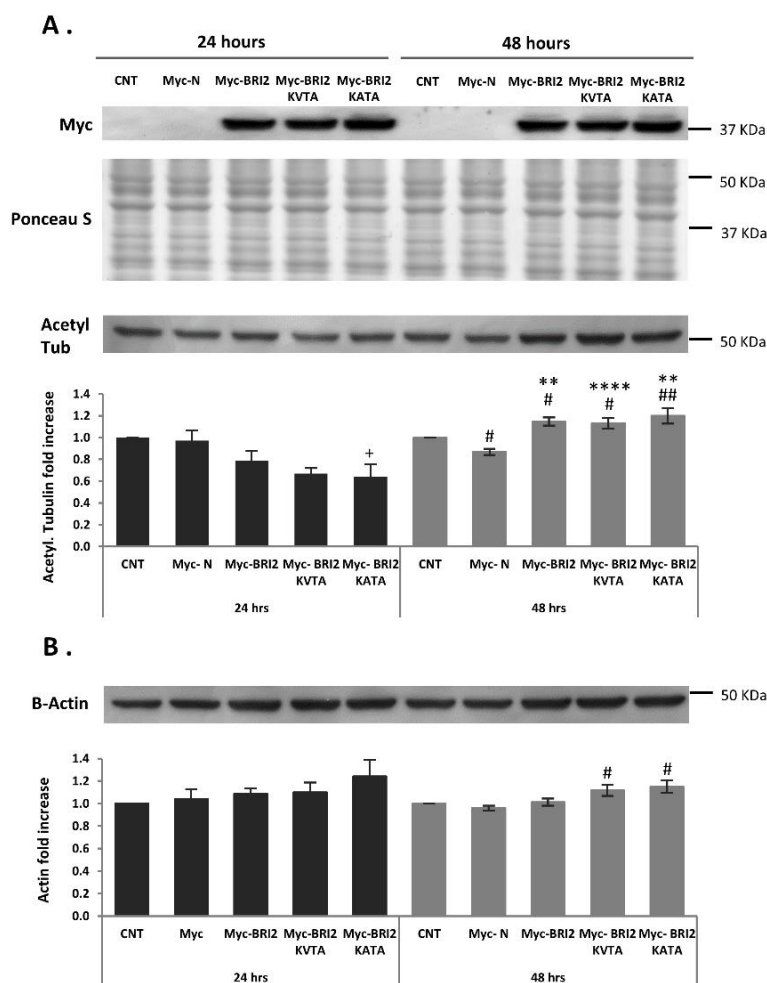 A .
24 hours 48 hours
CNT Myc-N Myc-BRI2 Myc-BRI2 KVTA Myc-BRI2 KATA CNT Myc-N Myc-BRI2 Myc-BRI2 KVTA Myc-BRI2 KATA
Myc 37 KDa
50 KDa
Ponceau S
37 KDa
Acetyl
Tub 50 KDa
Acetyl. Tubulin fold increase
1.4
1.2
1.0
0.8
0.6
0.4
0.2
0.0
+
#
**
#
****
#
**
##
CNT Myc- N Myc-BRI2 Myc- BRI2 KVTA Myc- BRI2 KATA CNT Myc- N Myc-BRI2 Myc- BRI2 KVTA Myc- BRI2 KATA
24 hrs 48 hrs
B .
B-Actin 50 KDa
Actin fold increase
1.4
1.2
1.0
0.8
0.6
0.4
0.2
0.0
# #
CNT Myc Myc-BRI2 Myc-BRI2 KVTA Myc-BRI2 KATA CNT Myc- N Myc-BRI2 Myc- BRI2 KVTA Myc- BRI2 KATA
24 hrs 48 hrs